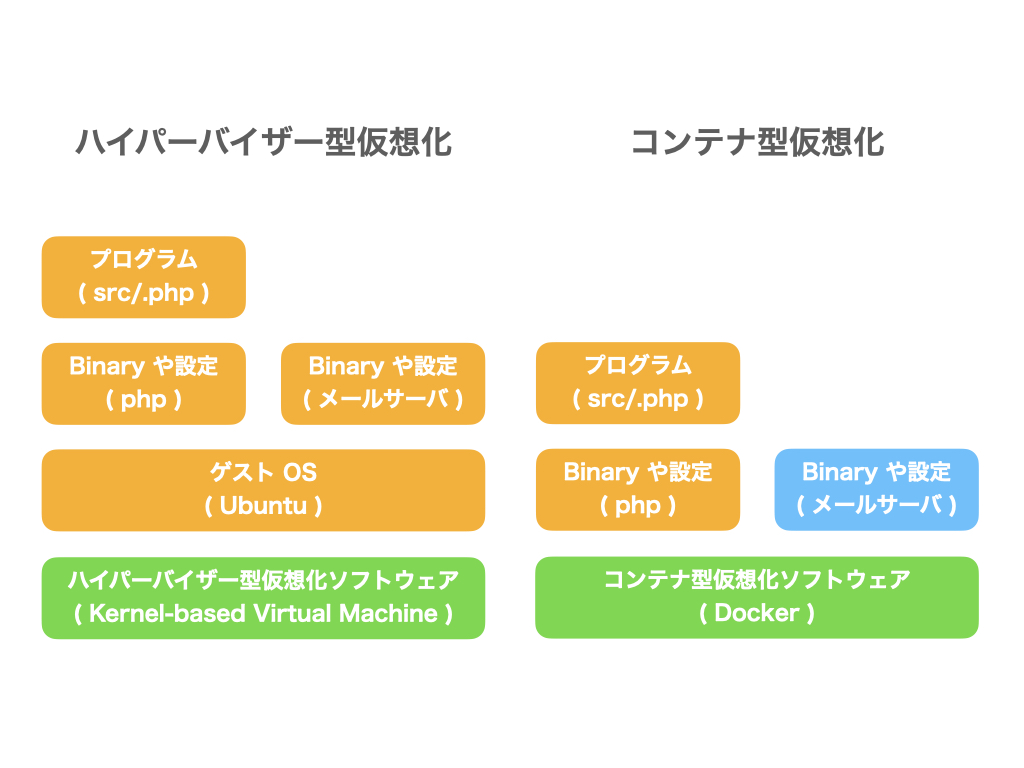 ハイパーバイザー型仮想化
プログラム
( src/.php )
Binary や設定
( php )
Binary や設定
( メールサーバ )
ゲスト OS
( Ubuntu )
ハイパーバイザー型仮想化ソフトウェア
( Kernel-based Virtual Machine )
コンテナ型仮想化
プログラム
( src/.php )
Binary や設定
( php )
Binary や設定
( メールサーバ )
コンテナ型仮想化ソフトウェア
( Docker )